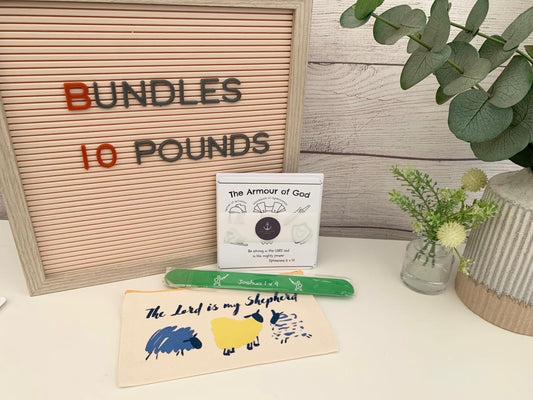 BUNDLES
10 POUNDS
The Armour of God
Be strong in the LORD and
in His mighty power
Ephesians 6 v 10
Joshua 1 v 9
The Lord is my Shepherd